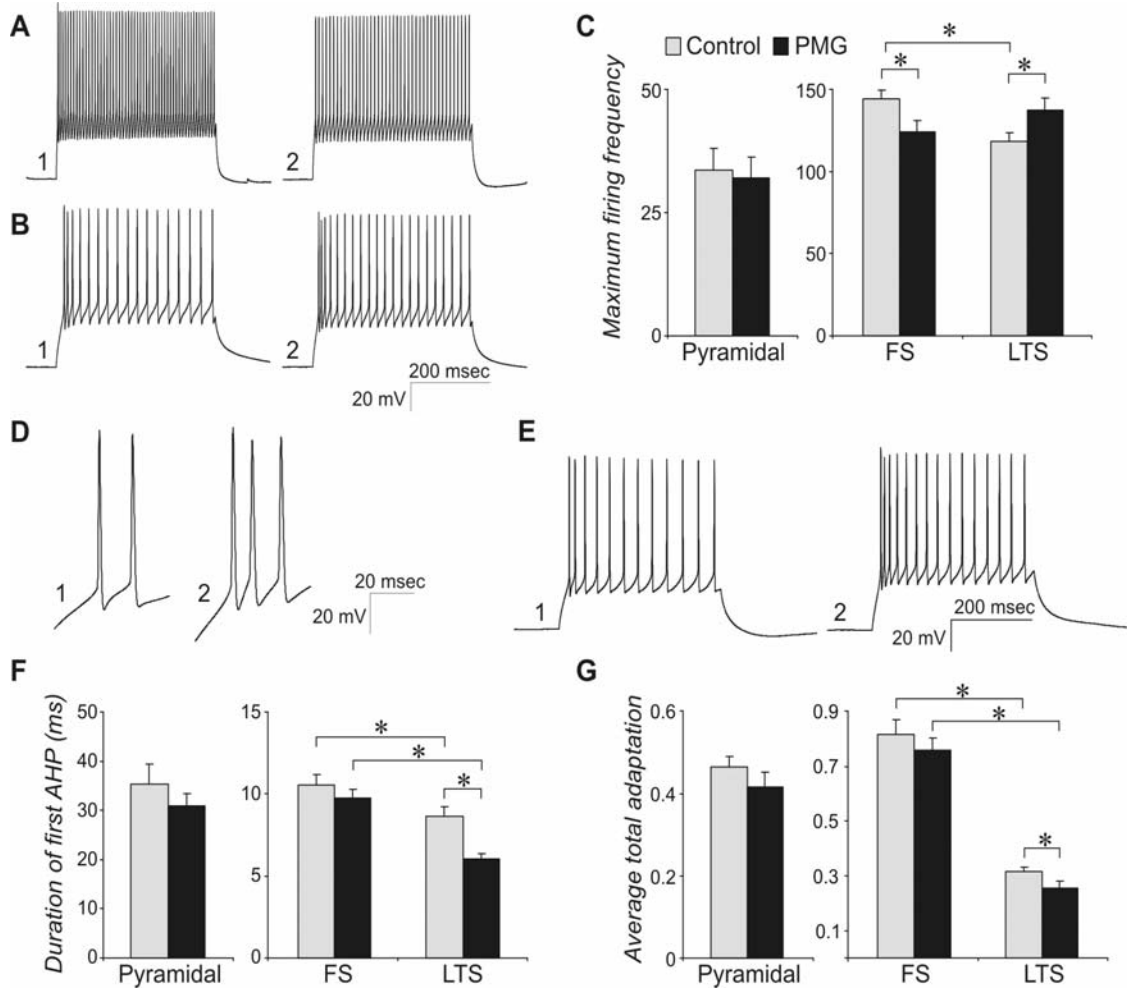 A
1
2
B
1
2
200 msec
20 mV
C
Control PMG
Maximum firing frequency
50
25
0
150
100
50
0
* * *
Pyramidal
FS LTS
D
1
2
20 msec
20 mV
E
1
2
200 msec
20 mV
F
Duration of first AHP (ms)
50
40
30
20
10
0
15
10
5
0
* * *
Pyramidal
FS LTS
G
Average total adaptation
0.6
0.4
0.2
0
0.9
0.7
0.5
0.3
0.1
* * *
Pyramidal
FS LTS